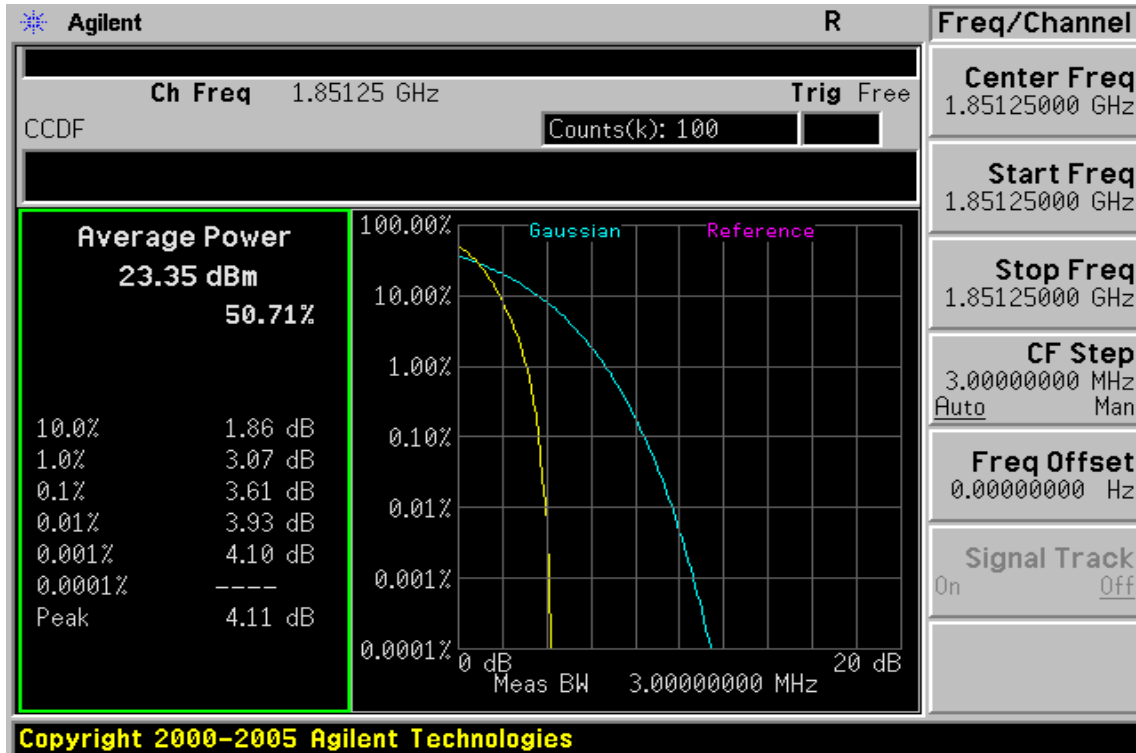 Agilent R Freq/Channel
Ch Freq 1.85125 GHz Trig Free
CCDF Counts(k): 100
Average Power
23.35 dBm
50.71%
10.0% 1.86 dB
1.0% 3.07 dB
0.1% 3.61 dB
0.01% 3.93 dB
0.001% 4.10 dB
0.0001% ----
Peak 4.11 dB
Gaussian Reference
100.00%
10.00%
1.00%
0.10%
0.01%
0.001%
0.0001%
0 dB 20 dB
Meas BW 3.00000000 MHz
Center Freq
1.85125000 GHz
Start Freq
1.85125000 GHz
Stop Freq
1.85125000 GHz
CF Step
3.00000000 MHz
Auto Man
Freq Offset
0.00000000 Hz
Signal Track
On Off
Copyright 2000-2005 Agilent Technologies